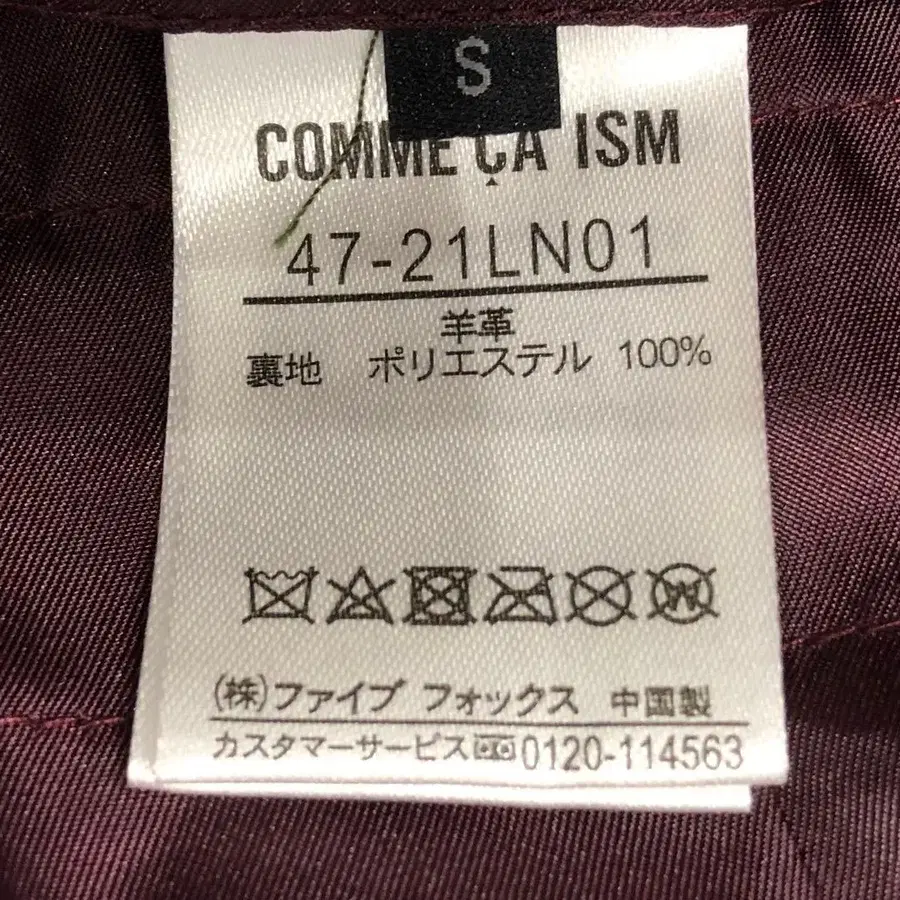 S
COMME ÇA ISM
47-21LN01
羊革
裏地 ポリエステル 100%
(株)ファイブ フォックス 中国製
カスタマーサービス 0120-114563